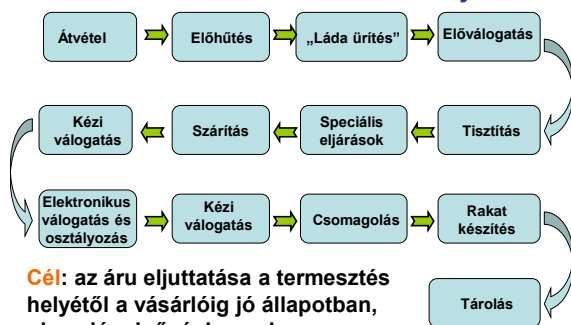 Átvétel
Előhűtés
„Láda ürítés”
Előválogatás
Kézi
válogatás
Szárítás
Speciális
eljárások
Tisztítás
Elektronikus
válogatás és
osztályozás
Kézi
válogatás
Csomagolás
Rakat
készítés
Cél: az áru eljuttatása a termesztés
helyétől a vásárlóig jó állapotban,
Tárolás